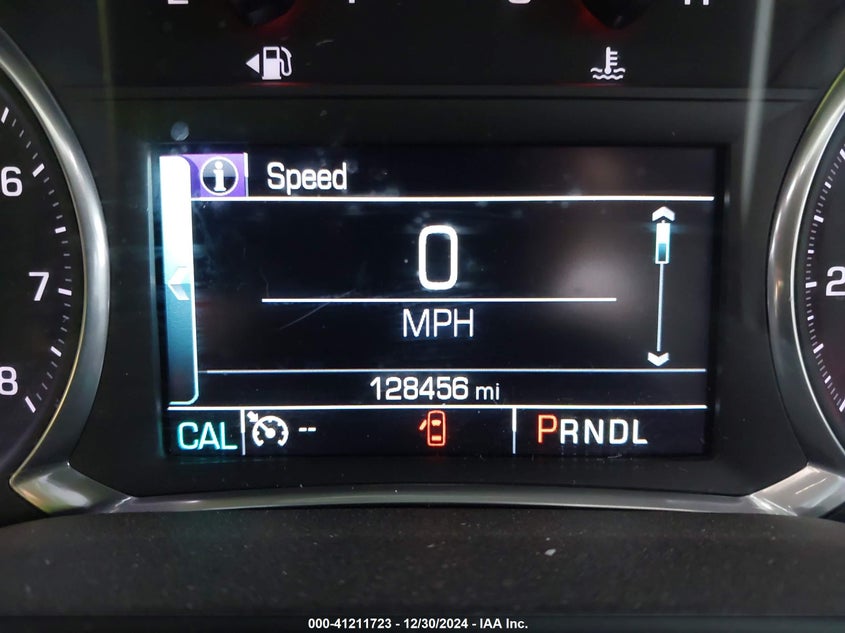 Speed
6
0
7
2
MPH
8
128456 mi
CAL -- PRNDL
000-41211723 - 12/30/2024 - IAA Inc.